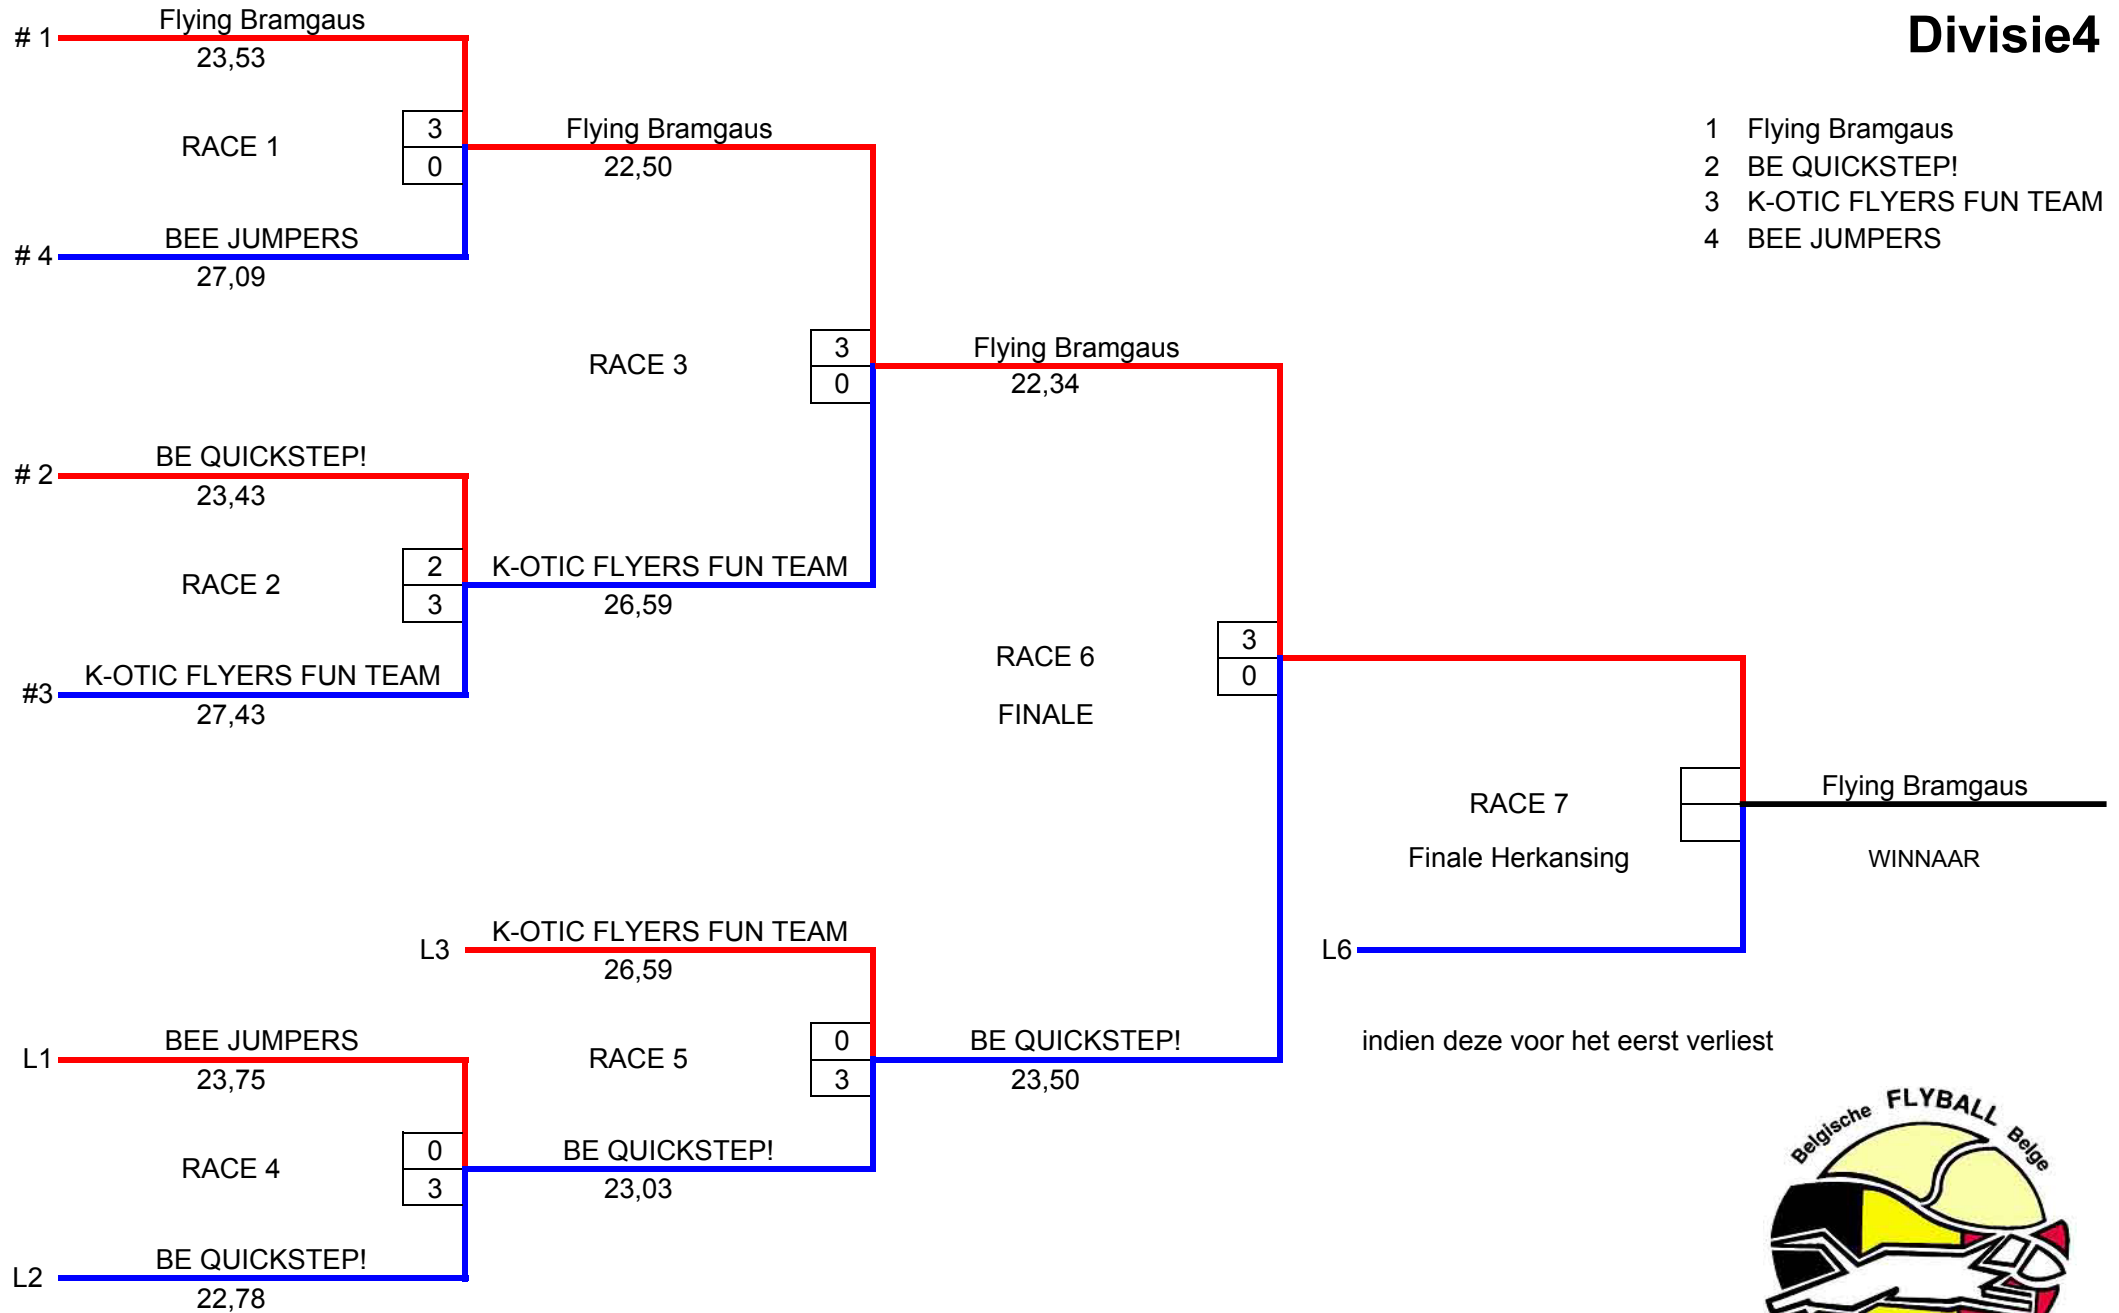 Divisie4
1 Flying Bramgaus
2 BE QUICKSTEP!
3 K-OTIC FLYERS FUN TEAM
4 BEE JUMPERS
# 1
Flying Bramgaus
23,53
RACE 1
3
0
# 4
BEE JUMPERS
27,09
Flying Bramgaus
22,50
RACE 3
3
0
# 2
BE QUICKSTEP!
23,43
RACE 2
2
3
#3
K-OTIC FLYERS FUN TEAM
27,43
K-OTIC FLYERS FUN TEAM
26,59
Flying Bramgaus
22,34
RACE 6
FINALE
3
0
RACE 7
Finale Herkansing
Flying Bramgaus
WINNAAR
L6
indien deze voor het eerst verliest
L3
K-OTIC FLYERS FUN TEAM
26,59
RACE 5
0
3
BE QUICKSTEP!
23,50
L1
BEE JUMPERS
23,75
RACE 4
0
3
BE QUICKSTEP!
23,03
L2
BE QUICKSTEP!
22,78
Belgische FLYBALL Belge